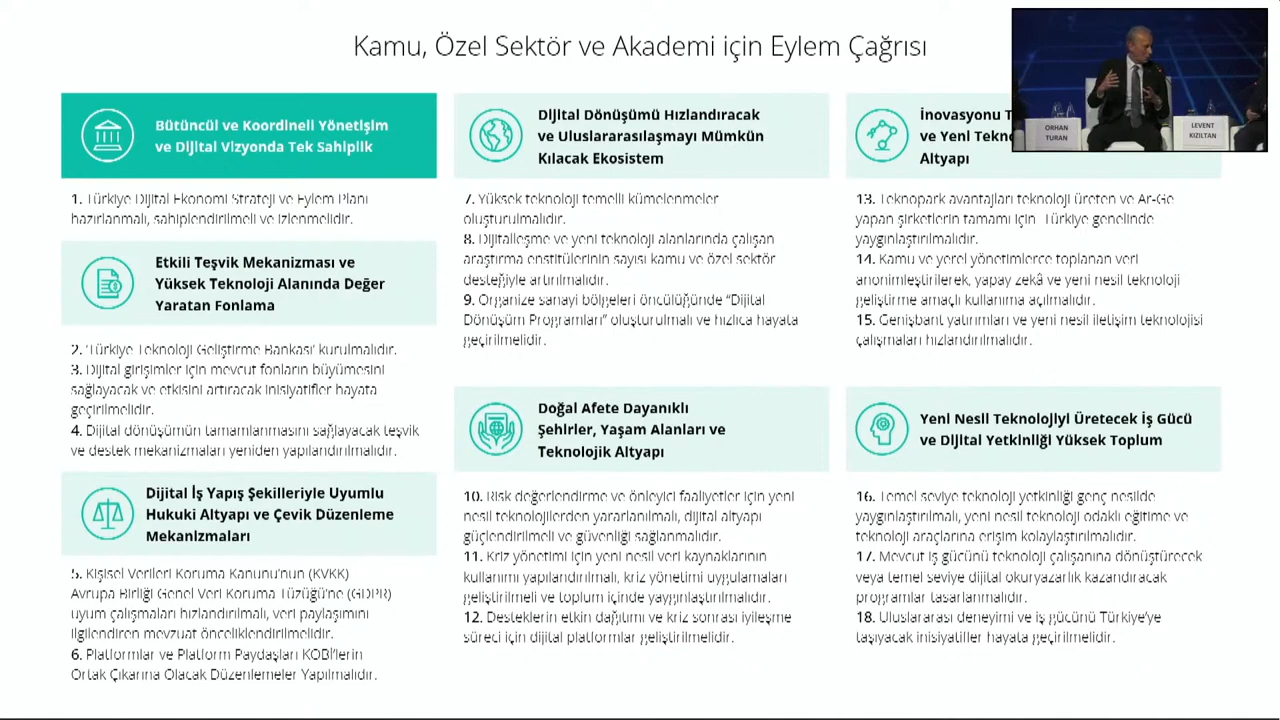 Kamu, Özel Sektör ve Akademi için Eylem Çağrısı
Bütüncül ve Koordineli Yönetişim
ve Dijital Vizyonda Tek Sahiplik
1. Türkiye Dijital Ekonomi Strateji ve Eylem Planı
hazırlanmalı, sahiplendirilmeli ve izlenmelidir.
Etkili Teşvik Mekanizması ve
Yüksek Teknoloji Alanında Değer
Yaratan Fonlama
2. 'Türkiye Teknoloji Geliştirme Bankası' kurulmalıdır.
3. Dijital girişimler için mevcut fonların büyümesini
sağlayacak ve etkisini artıracak inisiyatifler hayata
geçirilmelidir.
4. Dijital dönüşümün tamamlanmasını sağlayacak teşvik
ve destek mekanizmaları yeniden yapılandırılmalıdır.
Dijital İş Yapış Şekilleriyle Uyumlu
Hukuki Altyapı ve Çevik Düzenleme
Mekanizmaları
5. Kişisel Verileri Koruma Kanunu'nun (KVKK)
Avrupa Birliği Genel Veri Koruma Tüzüğü'ne (GDPR)
uyum çalışmaları hızlandırılmalı, veri paylaşımını
ilgilendiren mevzuat önceliklendirilmelidir.
6. Platformlar ve Platform Paydaşları KOBİ'lerin
Ortak Çıkarına Olacak Düzenlemeler Yapılmalıdır.
Dijital Dönüşümü Hızlandıracak
ve Uluslararasılaşmayı Mümkün
Kılacak Ekosistem
7. Yüksek teknoloji temelli kümelenmeler
oluşturulmalıdır.
8. Dijitalleşme ve yeni teknoloji alanlarında çalışan
araştırma enstitülerinin sayısı kamu ve özel sektör
desteğiyle artırılmalıdır.
9. Organize sanayi bölgeleri öncülüğünde “Dijital
Dönüşüm Programları” oluşturulmalı ve hızlıca hayata
geçirilmelidir.
Doğal Afete Dayanıklı
Şehirler, Yaşam Alanları ve
Teknolojik Altyapı
10. Risk değerlendirme ve önleyici faaliyetler için yeni
nesil teknolojilerden yararlanılmalı, dijital altyapı
güçlendirilmeli ve güvenliği sağlanmalıdır.
11. Kriz yönetimi için yeni nesil veri kaynaklarının
kullanımı yapılandırılmalı, kriz yönetimi uygulamaları
geliştirilmeli ve toplum içinde yaygınlaştırılmalıdır.
12. Desteklerin etkin dağıtımı ve kriz sonrası iyileşme
süreci için dijital platformlar geliştirilmelidir.
İnovasyonu
ve Yeni
Altyapı
13. Teknopark avantajları teknoloji üreten ve Ar-Ge
yapan şirketlerin tamamı için Türkiye genelinde
yaygınlaştırılmalıdır.
14. Kamu ve yerel yönetimlerce toplanan veri
anonimleştirilerek, yapay zekâ ve yeni nesil teknoloji
geliştirme amaçlı kullanıma açılmalıdır.
15. Genişbant yatırımları ve yeni nesil iletişim teknolojisi
çalışmaları hızlandırılmalıdır.
Yeni Nesil Teknolojiyi Üretecek İş Gücü
ve Dijital Yetkinliği Yüksek Toplum
16. Temel seviye teknoloji yetkinliği genç nesilde
yaygınlaştırılmalı, yeni nesil teknoloji odaklı eğitime ve
teknoloji araçlarına erişim kolaylaştırılmalıdır.
17. Mevcut iş gücünü teknoloji çalışanına dönüştürecek
veya temel seviye dijital okuryazarlık kazandıracak
programlar tasarlanmalıdır.
18. Uluslararası deneyimi ve iş gücünü Türkiye'ye
taşıyacak inisiyatifler hayata geçirilmelidir.
ORHAN
TURAN
LEVENT
KIZILTAN